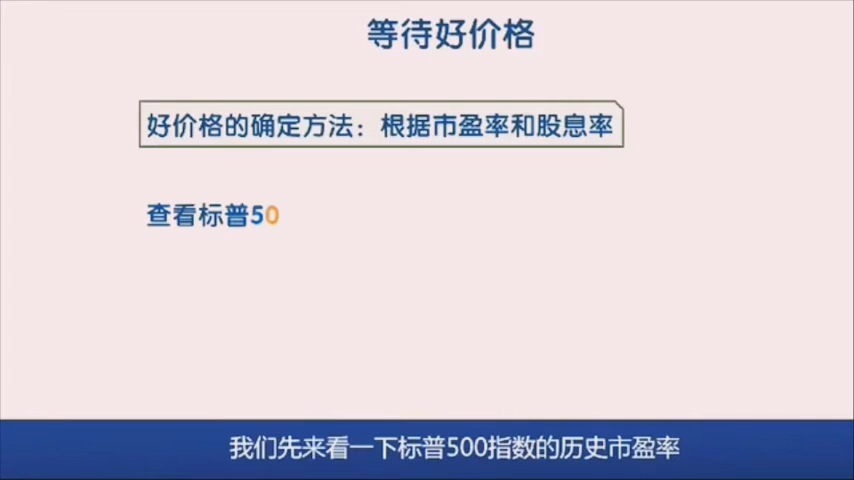 等待好价格
好价格的确定方法：根据市盈率和股息率
查看标普50
我们先来看一下标普500指数的历史市盈率